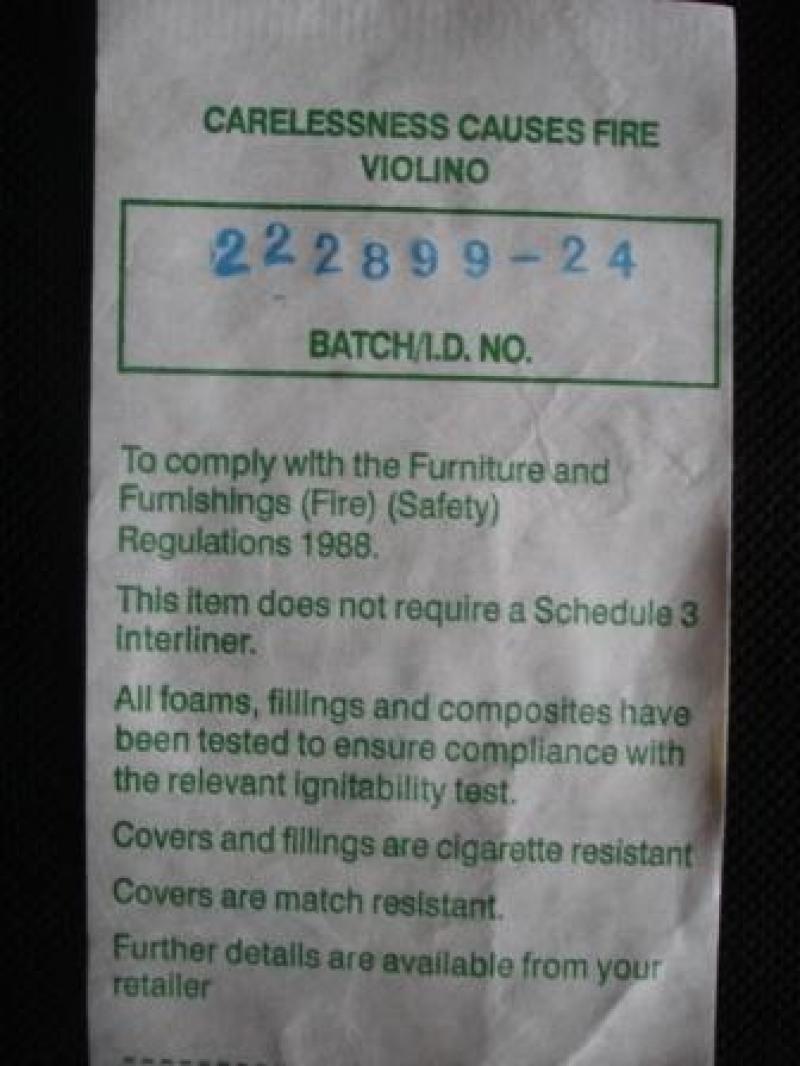 CARELESSNESS CAUSES FIRE
VIOLINO
222899-24
BATCH/I.D. NO.
To comply with the Furniture and
Furnishings (Fire) (Safety)
Regulations 1988.
This item does not require a Schedule 3
interliner.
All foams, fillings and composites have
been tested to ensure compliance with
the relevant ignitability test.
Covers and fillings are cigarette resistant
Covers are match resistant.
Further details are available from your
retailer